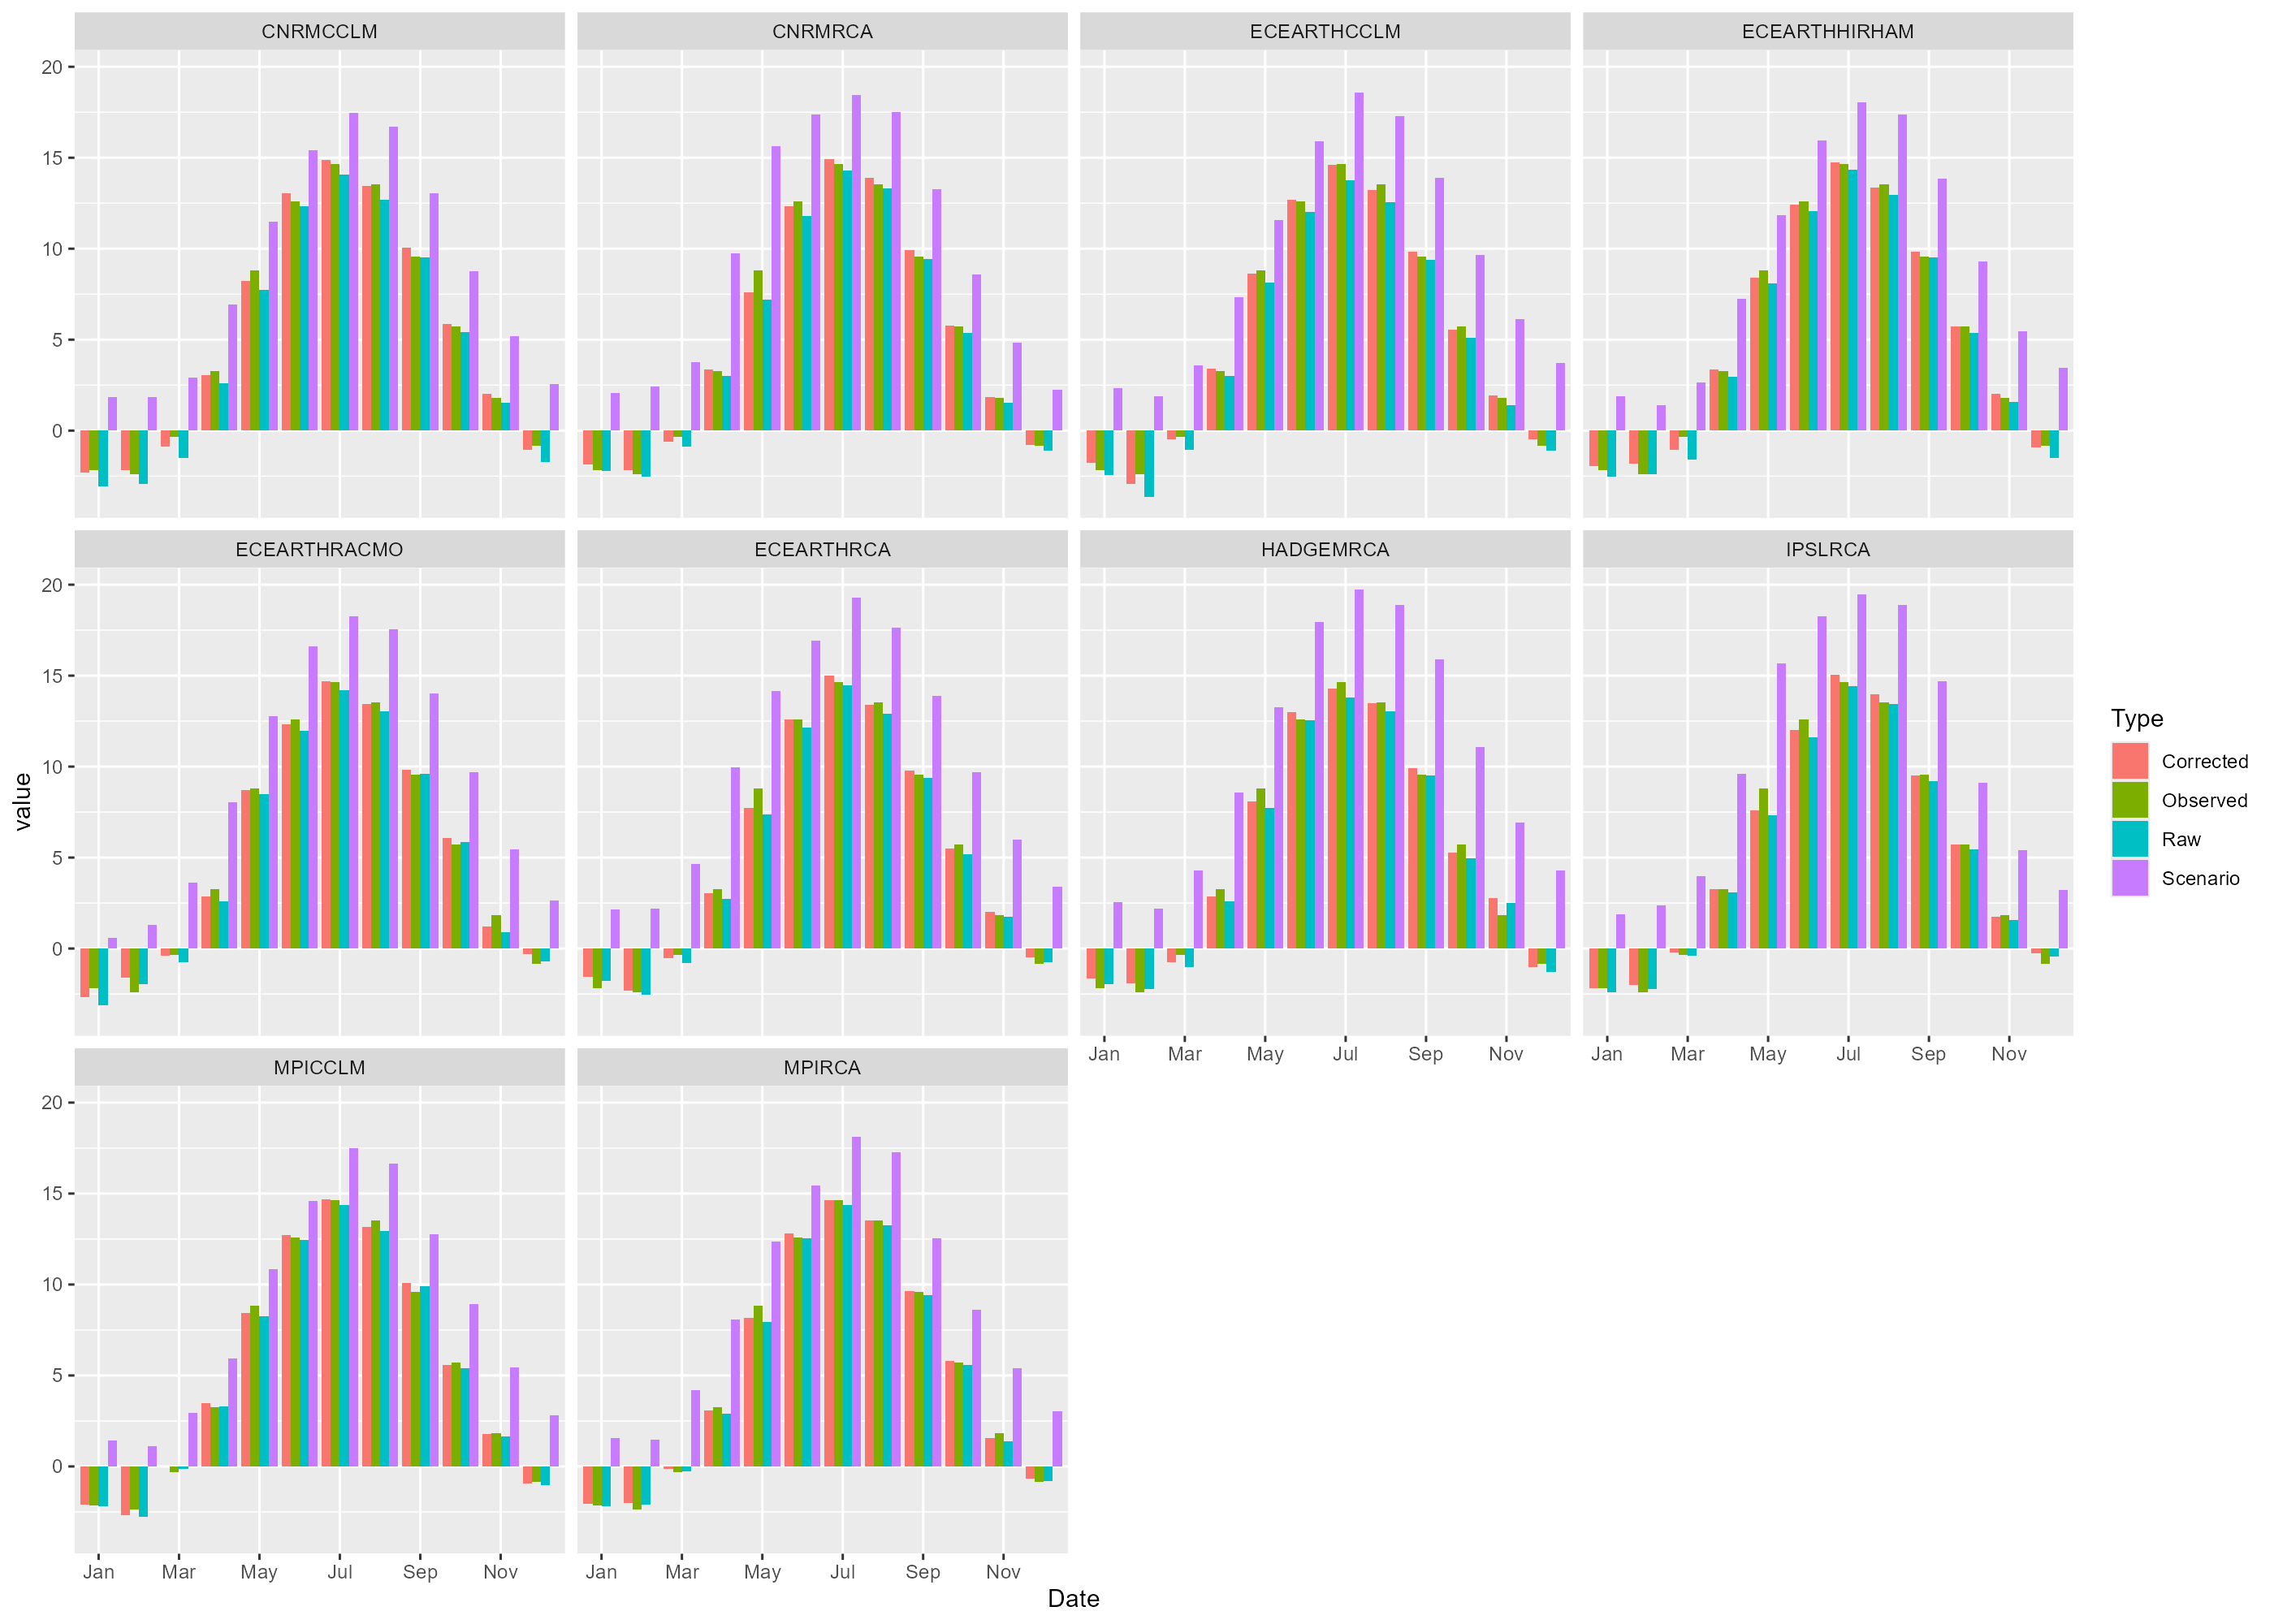 CNRMCCLM CNRMRCA ECEARTHCCLM ECEARTHHIRHAM
20
15
10
5
0
ECEARTHRACMO ECEARTHRCA HADGEMRCA IPSLRCA
20
15
10
5
0
Jan Mar May Jul Sep Nov Jan Mar May Jul Sep Nov
MPICCLM MPIRCA
20
15
10
5
0
Jan Mar May Jul Sep Nov Jan Mar May Jul Sep Nov
Date
value
Type
Corrected
Observed
Raw
Scenario